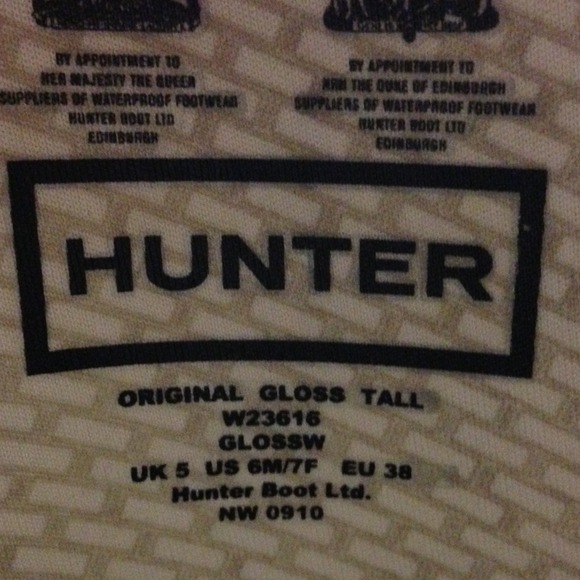 BY APPOINTMENT TO
HER MAJESTY THE QUEEN
SUPPLIERS OF WATERPROOF FOOTWEAR
HUNTER BOOT LTD
EDINBURGH
BY APPOINTMENT TO
HRH THE DUKE OF EDINBURGH
SUPPLIERS OF WATERPROOF FOOTWEAR
HUNTER BOOT LTD
EDINBURGH
HUNTER
ORIGINAL GLOSS TALL
W23616
GLOSSW
UK 5 US 6M/7F EU 38
Hunter Boot Ltd.
NW 0910